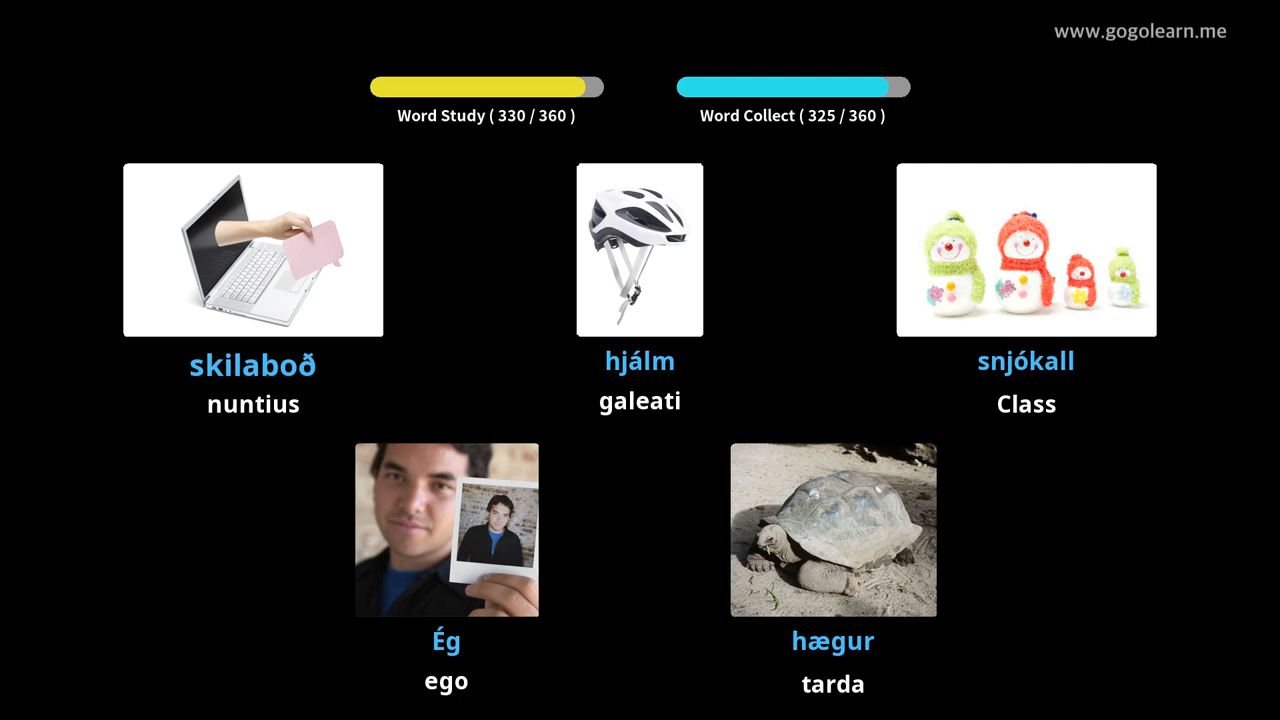 www.gogolearn.me
Word Study ( 330 / 360 )
Word Collect ( 325 / 360 )
skilaboð
nuntius
hjálm
galeati
snjókall
Class
Ég
ego
hægur
tarda